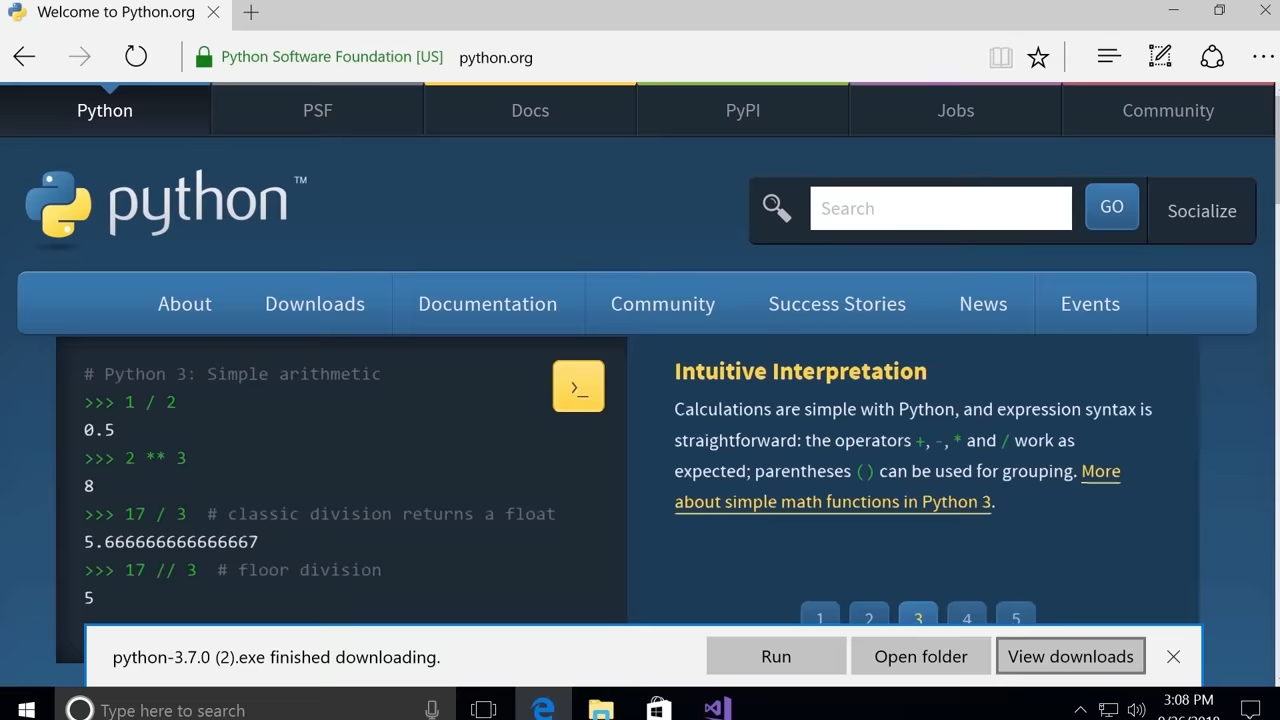 Welcome to Python.org
Python Software Foundation [US] python.org
Python PSF Docs PyPI Jobs Community
python™
Search GO Socialize
About Downloads Documentation Community Success Stories News Events
# Python 3: Simple arithmetic
>>> 1 / 2
0.5
>>> 2 ** 3
8
>>> 17 / 3 # classic division returns a float
5.666666666666667
>>> 17 // 3 # floor division
5
>_
Intuitive Interpretation
Calculations are simple with Python, and expression syntax is
straightforward: the operators +, -, * and / work as
expected; parentheses () can be used for grouping. More
about simple math functions in Python 3.
1 2 3 4 5
python-3.7.0 (2).exe finished downloading. Run Open folder View downloads
Type here to search
3:08 PM